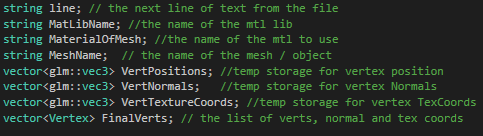 string line; // the next line of text from the file
string MatLibName; //the name of the mtl lib
string MaterialOfMesh; //the name of the mtl to use
string MeshName;  // the name of the mesh / object
vector<glm::vec3> VertPositions; //temp storage for vertex position
vector<glm::vec3> VertNormals;   //temp storage for vertex Normals
vector<glm::vec3> VertTextureCoords; //temp storage for vertex TexCoords
vector<Vertex> FinalVerts; // the list of verts, normal and tex coords